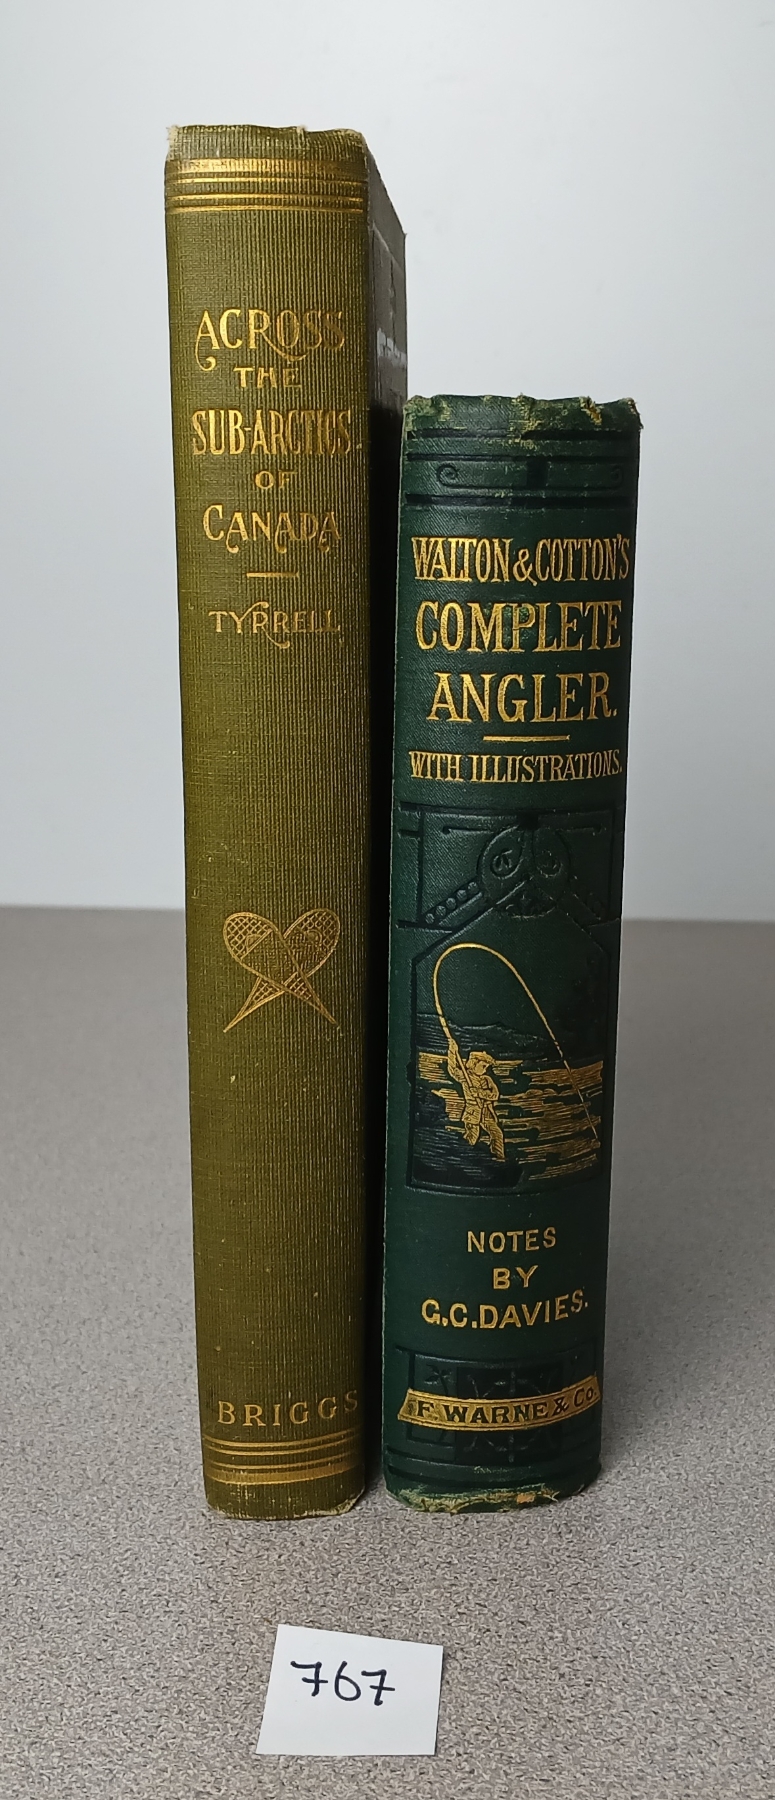 ACROSS
THE
SUB-ARCTICS
OF
CANADA
TYRRELL
BRIGGS
WALTON & COTTON'S
COMPLETE
ANGLER.
WITH ILLUSTRATIONS.
NOTES
BY
G.C.DAVIES.
F. WARNE & Co.
767